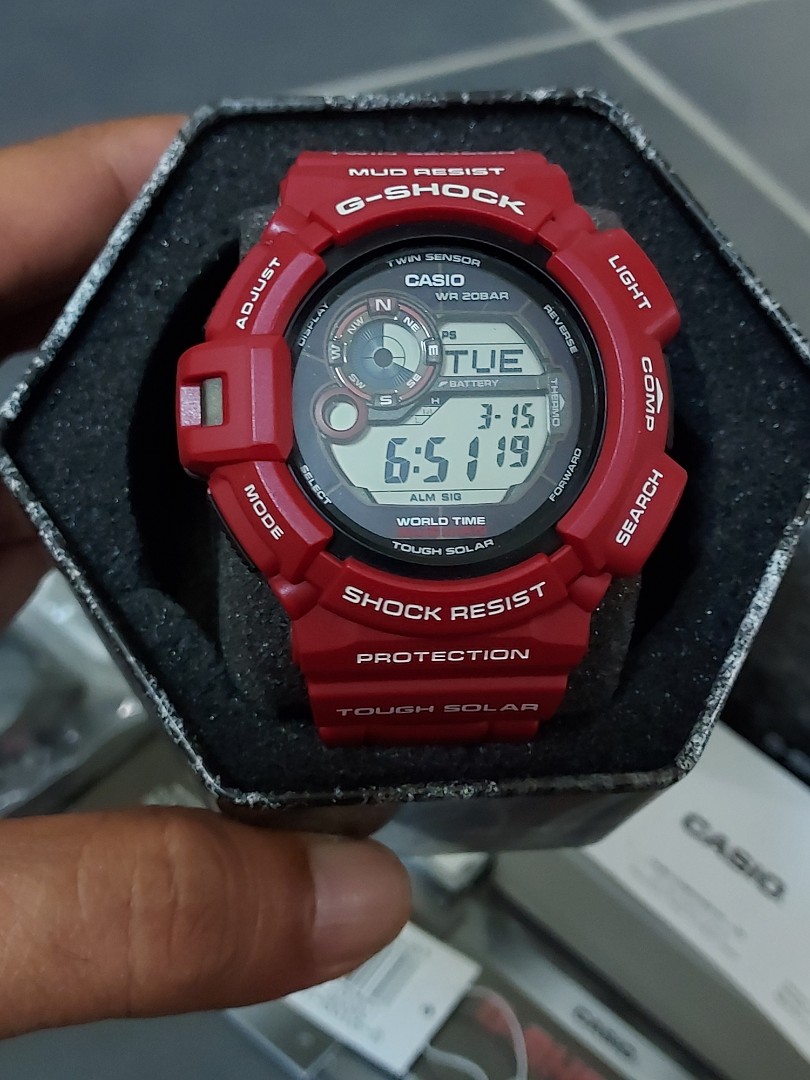 MUD RESIST
G-SHOCK
ADJUST
LIGHT
TWIN SENSOR
CASIO
WR 20BAR
DISPLAY
REVERSE
N
NW
NE
W
E
SW
SE
S
PS
TUE
BATTERY
H
THERMO
COMP
3-15
6:51 19
ALM SIG
SELECT
FORWARD
MODE
SEARCH
WORLD TIME
TOUGH SOLAR
SHOCK RESIST
PROTECTION
TOUGH SOLAR
CASIO
CASIO